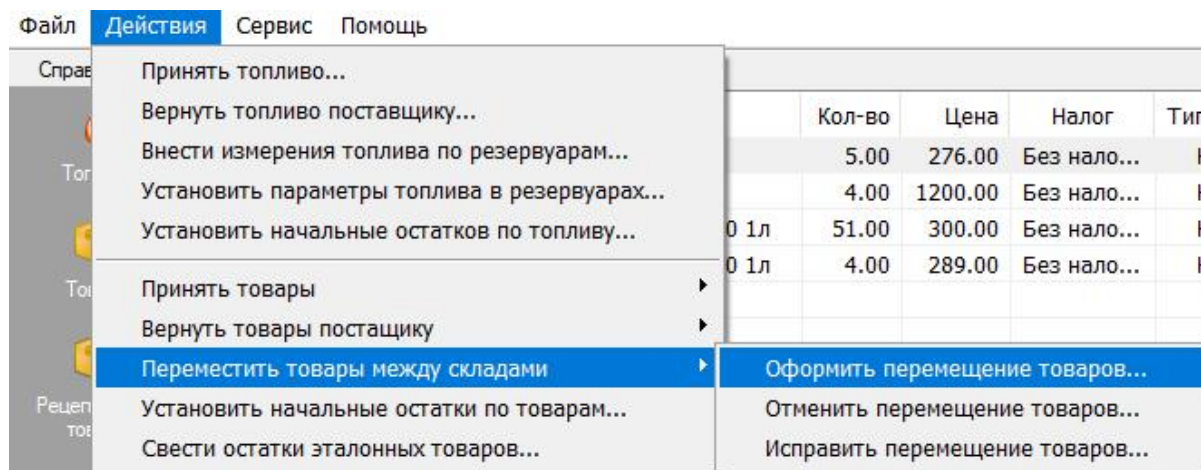 Файл Действия Сервис Помощь
Принять топливо...
Вернуть топливо поставщику... Кол-во Цена Налог
Внести измерения топлива по резервуарам... 5.00 276.00 Без нало...
Установить параметры топлива в резервуарах... 4.00 1200.00 Без нало...
Установить начальные остатков по топливу... 0 1л 51.00 300.00 Без нало...
0 1л 4.00 289.00 Без нало...
Принять товары
Вернуть товары постащику
Переместить товары между складами Оформить перемещение товаров...
Установить начальные остатки по товарам... Отменить перемещение товаров...
Свести остатки эталонных товаров... Исправить перемещение товаров...